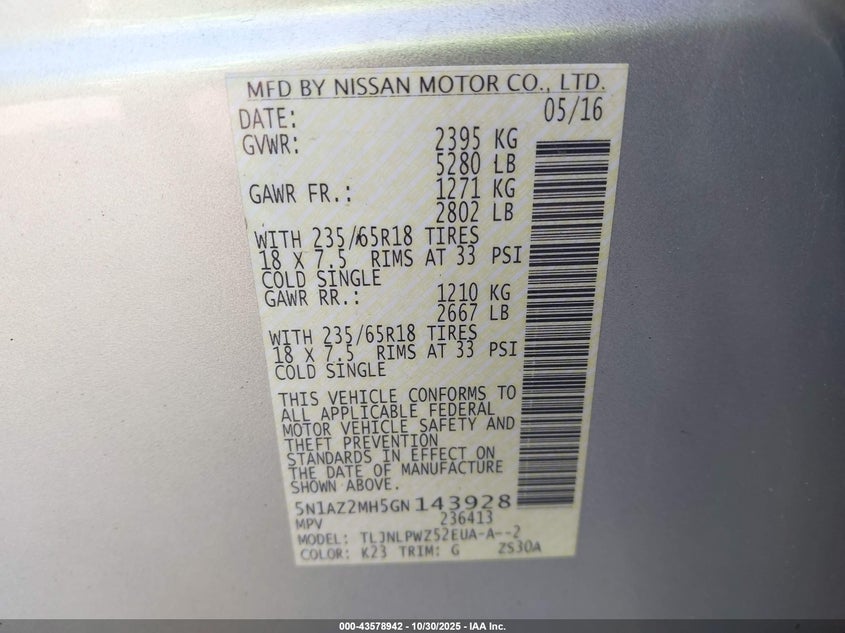 MFD BY NISSAN MOTOR CO., LTD.
DATE: 05/16
GVWR: 2395 KG
5280 LB
GAWR FR.: 1271 KG
2802 LB
WITH 235/65R18 TIRES
18 X 7.5 RIMS AT 33 PSI
COLD SINGLE
GAWR RR.: 1210 KG
2667 LB
WITH 235/65R18 TIRES
18 X 7.5 RIMS AT 33 PSI
COLD SINGLE
THIS VEHICLE CONFORMS TO
ALL APPLICABLE FEDERAL
MOTOR VEHICLE SAFETY AND
THEFT PREVENTION
STANDARDS IN EFFECT ON
THE DATE OF MANUFACTURE
SHOWN ABOVE.
5N1AZ2MH5GN143928
MPV 236413
MODEL: TLJNLPWZ52EUA-A--2
COLOR: K23 TRIM: G ZS30A
000-43578942 / 10/30/2025 - IAA Inc.